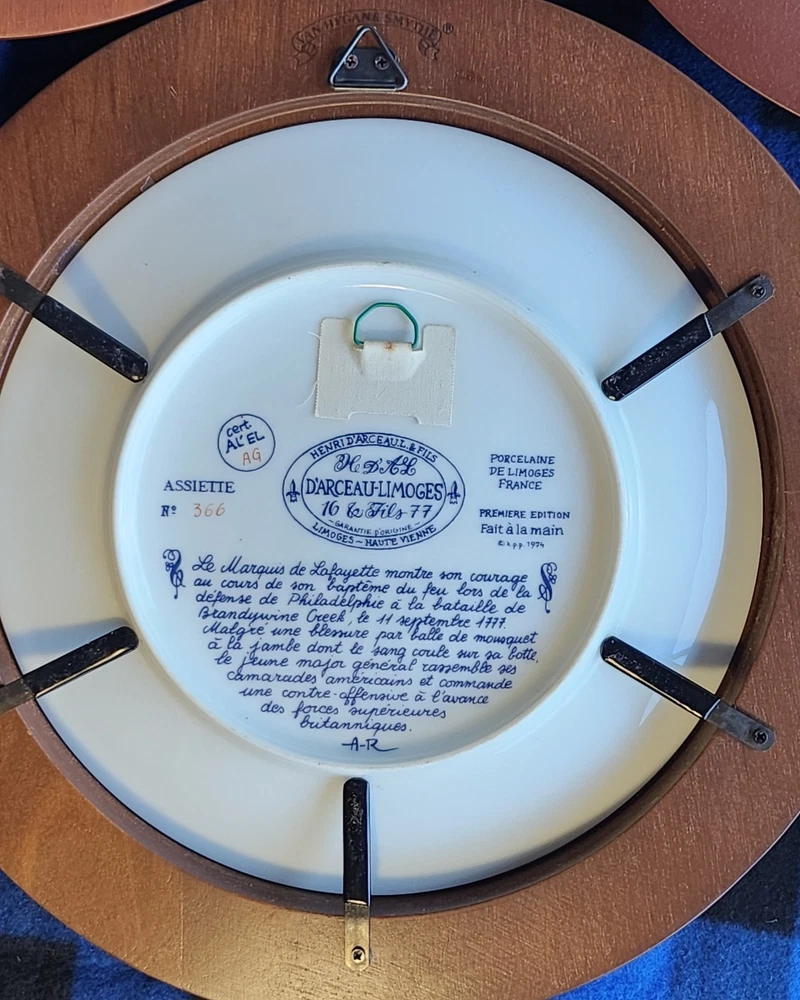 VAN HYGAN & SMYTHE ®
cert
AL' EL
AG
ASSIETTE
Nº 366
HENRI D'ARCEAU L. & FILS
H D'A L
D'ARCEAU-LIMOGES
16 & Fils 77
~ GARANTIE D'ORIGINE ~
LIMOGES ~ HAUTE VIENNE
PORCELAINE
DE LIMOGES
FRANCE
PREMIERE EDITION
Fait à la main
© h.p.p. 1974
Le Marquis de Lafayette montre son courage
au cours de son baptême du feu lors de la
défense de Philadelphie à la bataille de
Brandywine Creek, le 11 septembre 1777.
Malgré une blessure par balle de mousquet
à la jambe dont le sang coule sur sa botte,
le jeune major général rassemble ses
camarades américains et commande
une contre-offensive à l'avance
des forces supérieures
britanniques.
A-R